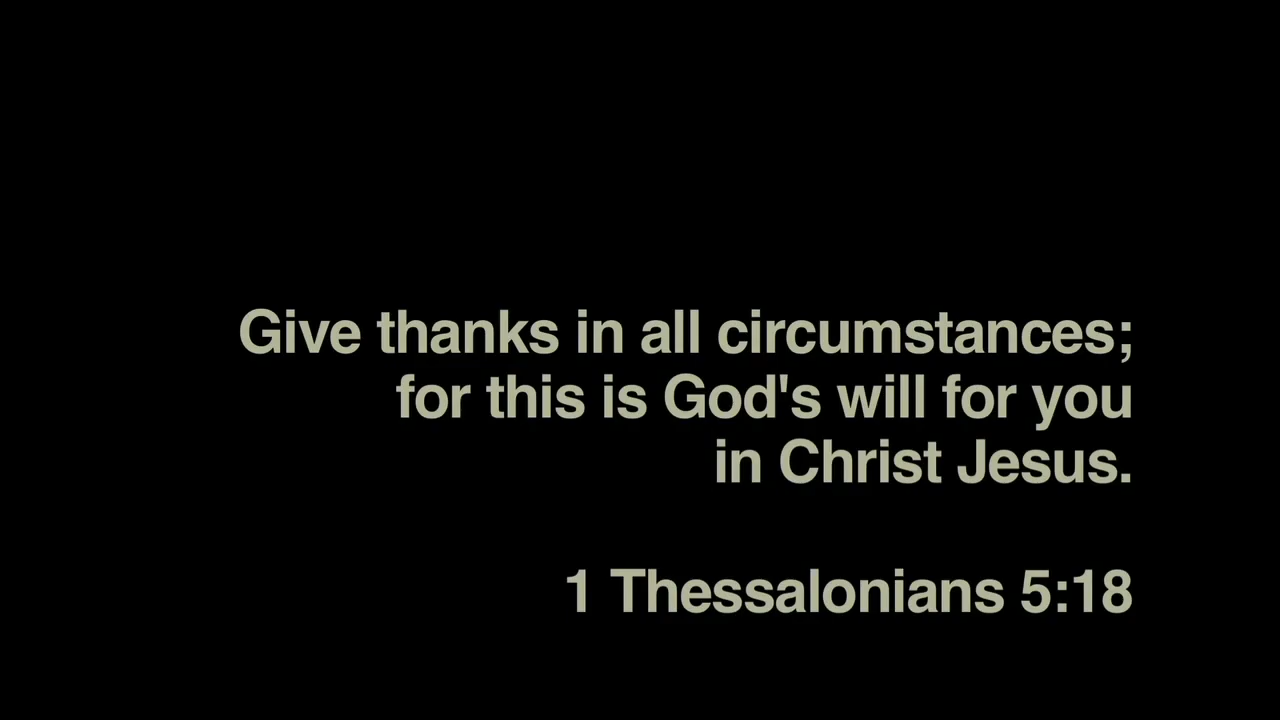 Give thanks in all circumstances;
for this is God's will for you
in Christ Jesus.
1 Thessalonians 5:18